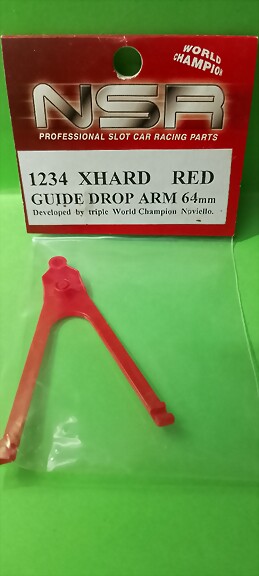 WORLD
CHAMPION
NSR
PROFESSIONAL SLOT CAR RACING PARTS
1234 XHARD RED
GUIDE DROP ARM 64mm
Developed by triple World Champion Noviello.